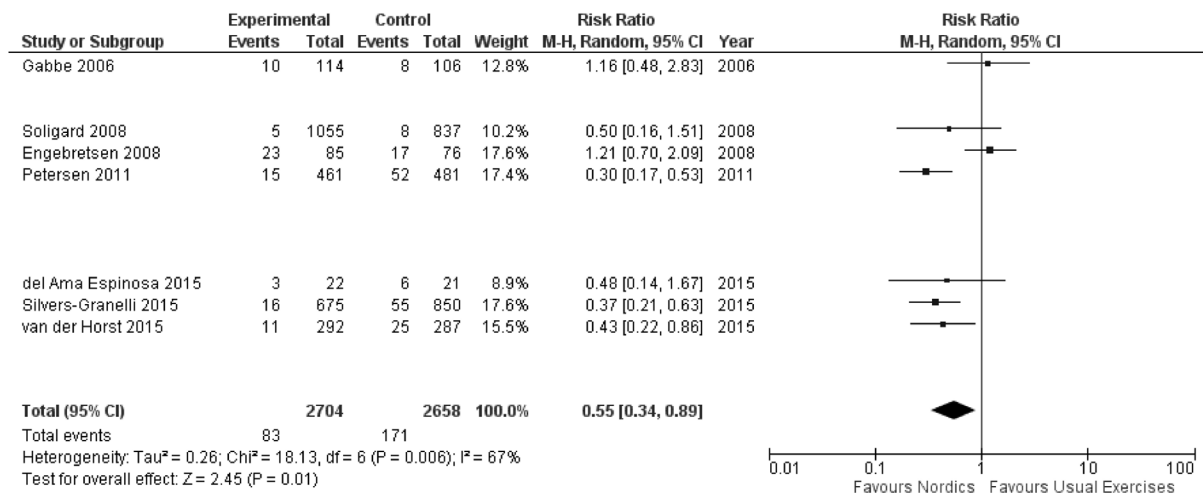 Experimental Control Risk Ratio Risk Ratio
Study or Subgroup Events Total Events Total Weight M-H, Random, 95% CI Year M-H, Random, 95% CI
Gabbe 2006 10 114 8 106 12.8% 1.16 [0.48, 2.83] 2006
Soligard 2008 5 1055 8 837 10.2% 0.50 [0.16, 1.51] 2008
Engebretsen 2008 23 85 17 76 17.6% 1.21 [0.70, 2.09] 2008
Petersen 2011 15 461 52 481 17.4% 0.30 [0.17, 0.53] 2011
del Ama Espinosa 2015 3 22 6 21 8.9% 0.48 [0.14, 1.67] 2015
Silvers-Granelli 2015 16 675 55 850 17.6% 0.37 [0.21, 0.63] 2015
van der Horst 2015 11 292 25 287 15.5% 0.43 [0.22, 0.86] 2015
Total (95% CI) 2704 2658 100.0% 0.55 [0.34, 0.89]
Total events 83 171
Heterogeneity: Tau² = 0.26; Chi² = 18.13, df = 6 (P = 0.006); I² = 67%
Test for overall effect: Z = 2.45 (P = 0.01)
0.01 0.1 1 10 100
Favours Nordics Favours Usual Exercises